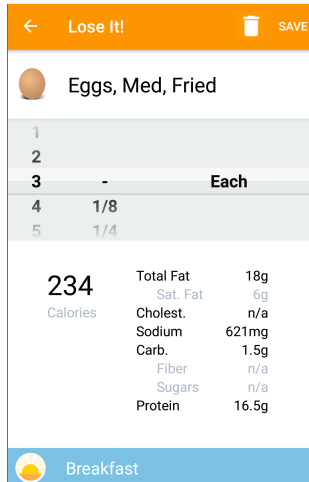 Lose It! SAVE
Eggs, Med, Fried
1
2
3 - Each
4 1/8
5 1/4
234
Calories
Total Fat 18g
Sat. Fat 6g
Cholest. n/a
Sodium 621mg
Carb. 1.5g
Fiber n/a
Sugars n/a
Protein 16.5g
Breakfast